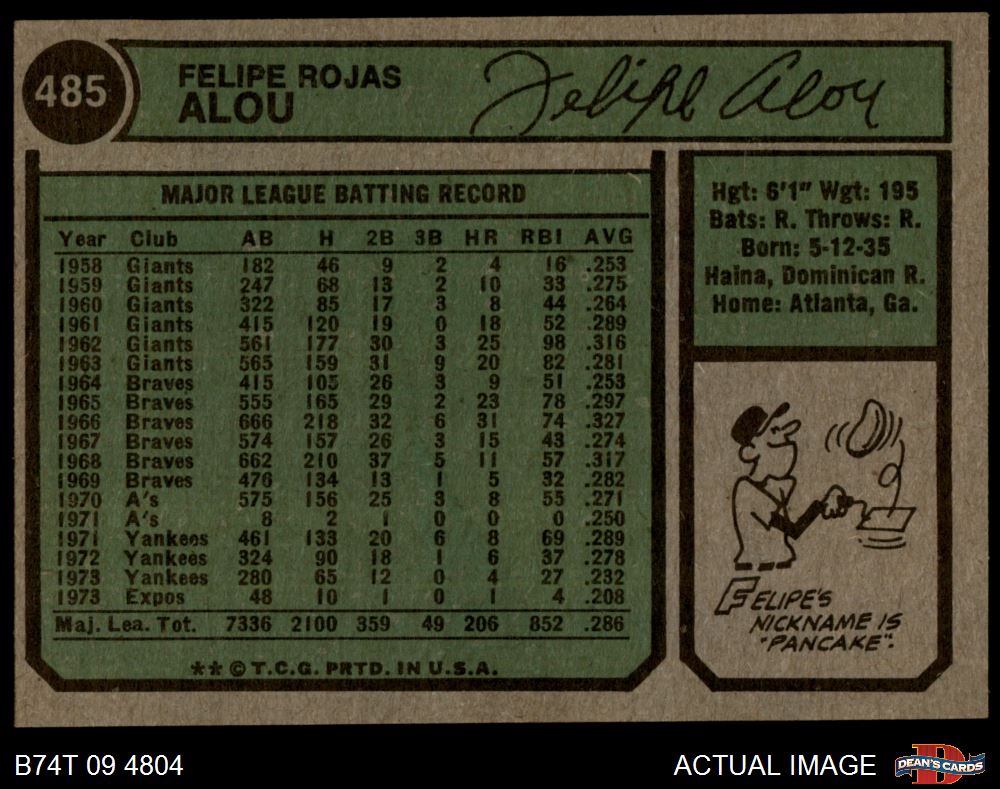 485
FELIPE ROJAS
ALOU
Felipe Alou
MAJOR LEAGUE BATTING RECORD
Year Club AB H 2B 3B HR RBI AVG
1958 Giants 182 46 9 2 4 16 .253
1959 Giants 247 68 13 2 10 33 .275
1960 Giants 322 85 17 3 8 44 .264
1961 Giants 415 120 19 0 18 52 .289
1962 Giants 561 177 30 3 25 98 .316
1963 Giants 565 159 31 9 20 82 .281
1964 Braves 415 105 26 3 9 51 .253
1965 Braves 555 165 29 2 23 78 .297
1966 Braves 666 218 32 6 31 74 .327
1967 Braves 574 157 26 3 15 43 .274
1968 Braves 662 210 37 5 11 57 .317
1969 Braves 476 134 13 1 5 32 .282
1970 A's 575 156 25 3 8 55 .271
1971 A's 8 2 1 0 0 0 .250
1971 Yankees 461 133 20 6 8 69 .289
1972 Yankees 324 90 18 1 6 37 .278
1973 Yankees 280 65 12 0 4 27 .232
1973 Expos 48 10 1 0 1 4 .208
Maj. Lea. Tot. 7336 2100 359 49 206 852 .286
** © T.C.G. PRTD. IN U.S.A.
Hgt: 6'1" Wgt: 195
Bats: R. Throws: R.
Born: 5-12-35
Haina, Dominican R.
Home: Atlanta, Ga.
FELIPE'S
NICKNAME IS
"PANCAKE".
B74T 09 4804
ACTUAL IMAGE
DEAN'S CARDS